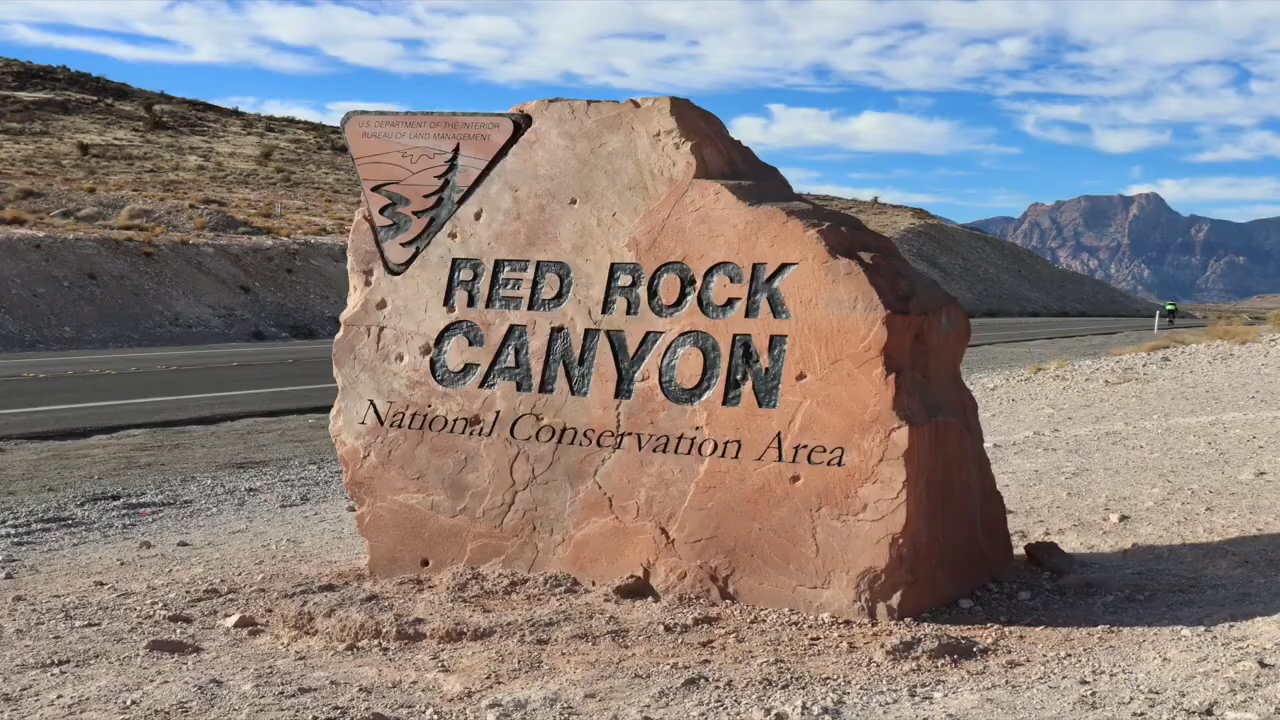 U.S. DEPARTMENT OF THE INTERIOR
BUREAU OF LAND MANAGEMENT
RED ROCK
CANYON
National Conservation Area